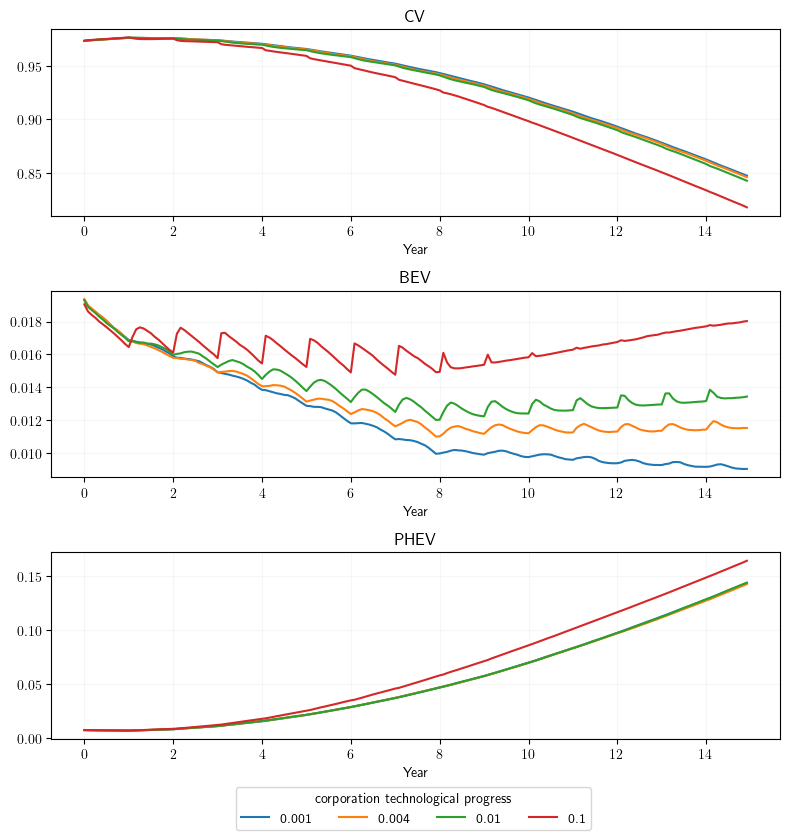 CV
0.95
0.90
0.85
0 2 4 6 8 10 12 14
Year
BEV
0.018
0.016
0.014
0.012
0.010
0 2 4 6 8 10 12 14
Year
PHEV
0.15
0.10
0.05
0.00
0 2 4 6 8 10 12 14
Year
corporation technological progress
0.001 0.004 0.01 0.1